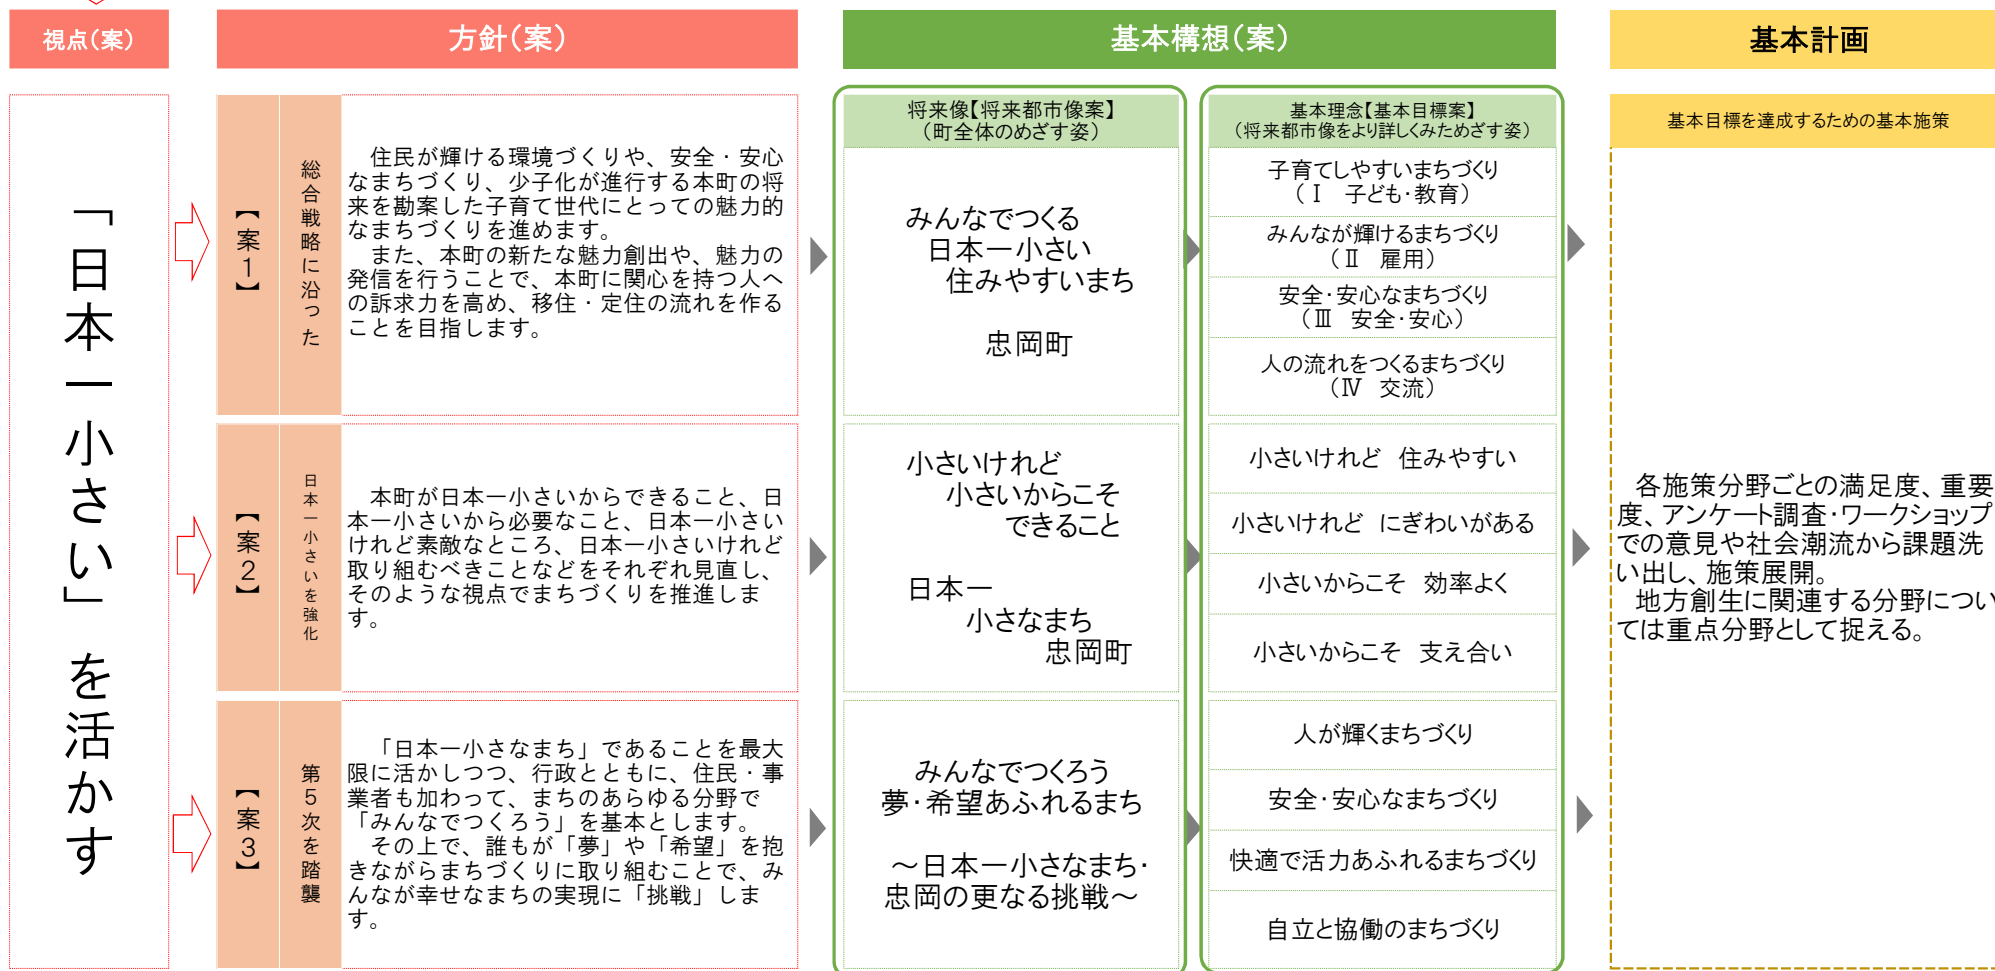 視点（案）
方針（案）
基本構想（案）
基本計画
「日本一小さい」を活かす
【案1】
総合戦略に沿った
　住民が輝ける環境づくりや、安全・安心
なまちづくり、少子化が進行する本町の将
来を勘案した子育て世代にとっての魅力的
なまちづくりを進めます。
　また、本町の新たな魅力創出や、魅力の
発信を行うことで、本町に関心を持つ人へ
の訴求力を高め、移住・定住の流れを作る
ことを目指します。
【案2】
日本一小さいを強化
　本町が日本一小さいからできること、日
本一小さいから必要なこと、日本一小さい
けれど素敵なところ、日本一小さいけれど
取り組むべきことなどをそれぞれ見直し、
そのような視点でまちづくりを推進しま
す。
【案3】
第5次を踏襲
　「日本一小さなまち」であることを最大
限に活かしつつ、行政とともに、住民・事
業者も加わって、まちのあらゆる分野で
「みんなでつくろう」を基本とします。
　その上で、誰もが「夢」や「希望」を抱
きながらまちづくりに取り組むことで、み
んなが幸せなまちの実現に「挑戦」しま
す。
将来像【将来都市像案】
（町全体のめざす姿）
みんなでつくる
日本一小さい
住みやすいまち
忠岡町
小さいけれど
小さいからこそ
できること
日本一
小さなまち
忠岡町
みんなでつくろう
夢・希望あふれるまち
～日本一小さなまち・
忠岡の更なる挑戦～
基本理念【基本目標案】
（将来都市像をより詳しくみためざす姿）
子育てしやすいまちづくり
（Ⅰ　子ども・教育）
みんなが輝けるまちづくり
（Ⅱ　雇用）
安全・安心なまちづくり
（Ⅲ　安全・安心）
人の流れをつくるまちづくり
（Ⅳ　交流）
小さいけれど　住みやすい
小さいけれど　にぎわいがある
小さいからこそ　効率よく
小さいからこそ　支え合い
人が輝くまちづくり
安全・安心なまちづくり
快適で活力あふれるまちづくり
自立と協働のまちづくり
基本目標を達成するための基本施策
　各施策分野ごとの満足度、重要
度、アンケート調査・ワークショップ
での意見や社会潮流から課題洗
い出し、施策展開。
　地方創生に関連する分野につい
ては重点分野として捉える。